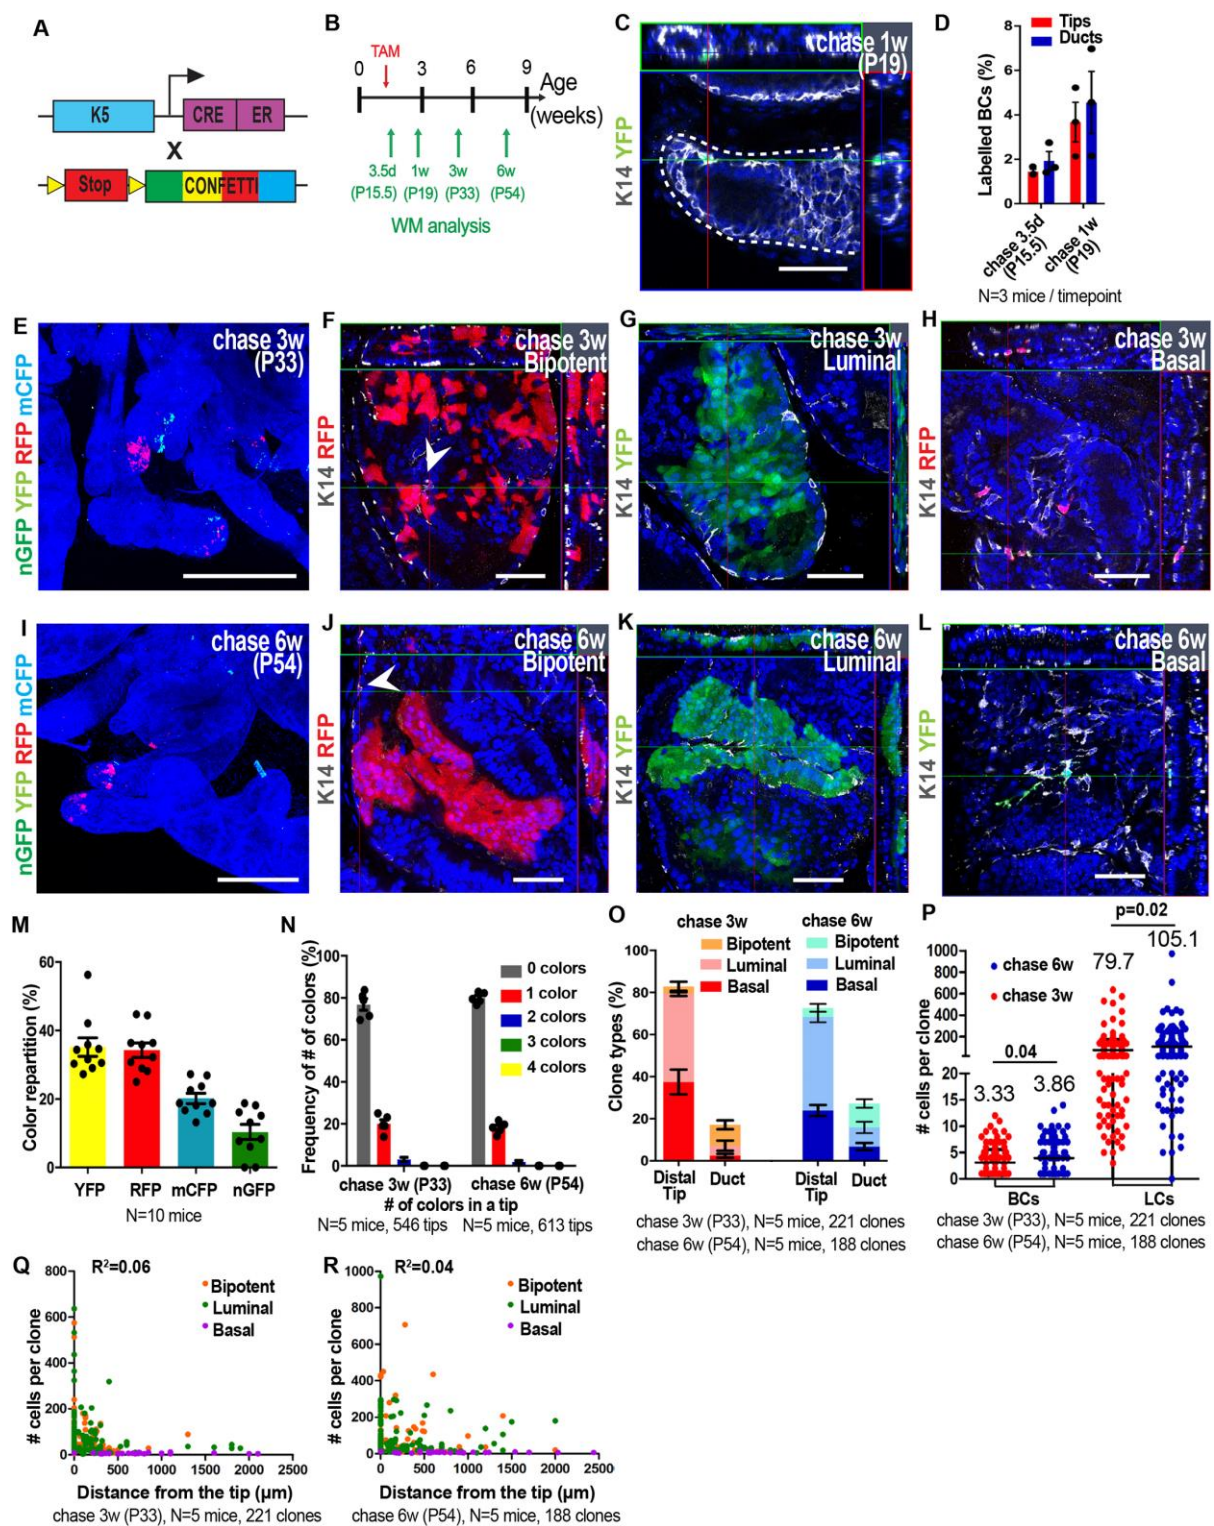 A
K5
CRE
ER
X
Stop
CONFETTI
B
TAM
0
3
6
9
Age
(weeks)
3.5d
1w
3w
6w
(P15.5)
(P19)
(P33)
(P54)
WM analysis
C
chase 1w
(P19)
K14 YFP
D
Tips
Ducts
Labelled BCs (%)
8
6
4
2
0
chase 3.5d
(P15.5)
chase 1w
(P19)
N=3 mice / timepoint
E
chase 3w
(P33)
nGFP YFP RFP mCFP
F
chase 3w
Bipotent
K14 RFP
G
chase 3w
Luminal
K14 YFP
H
chase 3w
Basal
K14 RFP
I
chase 6w
(P54)
nGFP YFP RFP mCFP
J
chase 6w
Bipotent
K14 RFP
K
chase 6w
Luminal
K14 YFP
L
chase 6w
Basal
K14 YFP
M
Color repartition (%)
60
40
20
0
YFP
RFP
mCFP
nGFP
N=10 mice
N
Frequency of # of colors (%)
100
80
60
40
20
0
0 colors
1 color
2 colors
3 colors
4 colors
chase 3w (P33)
chase 6w (P54)
# of colors in a tip
N=5 mice, 546 tips
N=5 mice, 613 tips
O
chase 3w
chase 6w
Bipotent
Luminal
Basal
Bipotent
Luminal
Basal
Clone types (%)
100
80
60
40
20
0
Distal
Tip
Duct
Distal
Tip
Duct
chase 3w (P33), N=5 mice, 221 clones
chase 6w (P54), N=5 mice, 188 clones
P
p=0.02
105.1
79.7
chase 6w
chase 3w
0.04
3.33
3.86
# cells per clone
1000
800
600
400
200
20
15
10
5
0
BCs
LCs
chase 3w (P33), N=5 mice, 221 clones
chase 6w (P54), N=5 mice, 188 clones
Q
R²=0.06
Bipotent
Luminal
Basal
# cells per clone
800
600
400
200
0
0
500
1000
1500
2000
2500
Distance from the tip (µm)
chase 3w (P33), N=5 mice, 221 clones
R
R²=0.04
Bipotent
Luminal
Basal
# cells per clone
1000
800
600
400
200
0
0
500
1000
1500
2000
2500
Distance from the tip (µm)
chase 6w (P54), N=5 mice, 188 clones